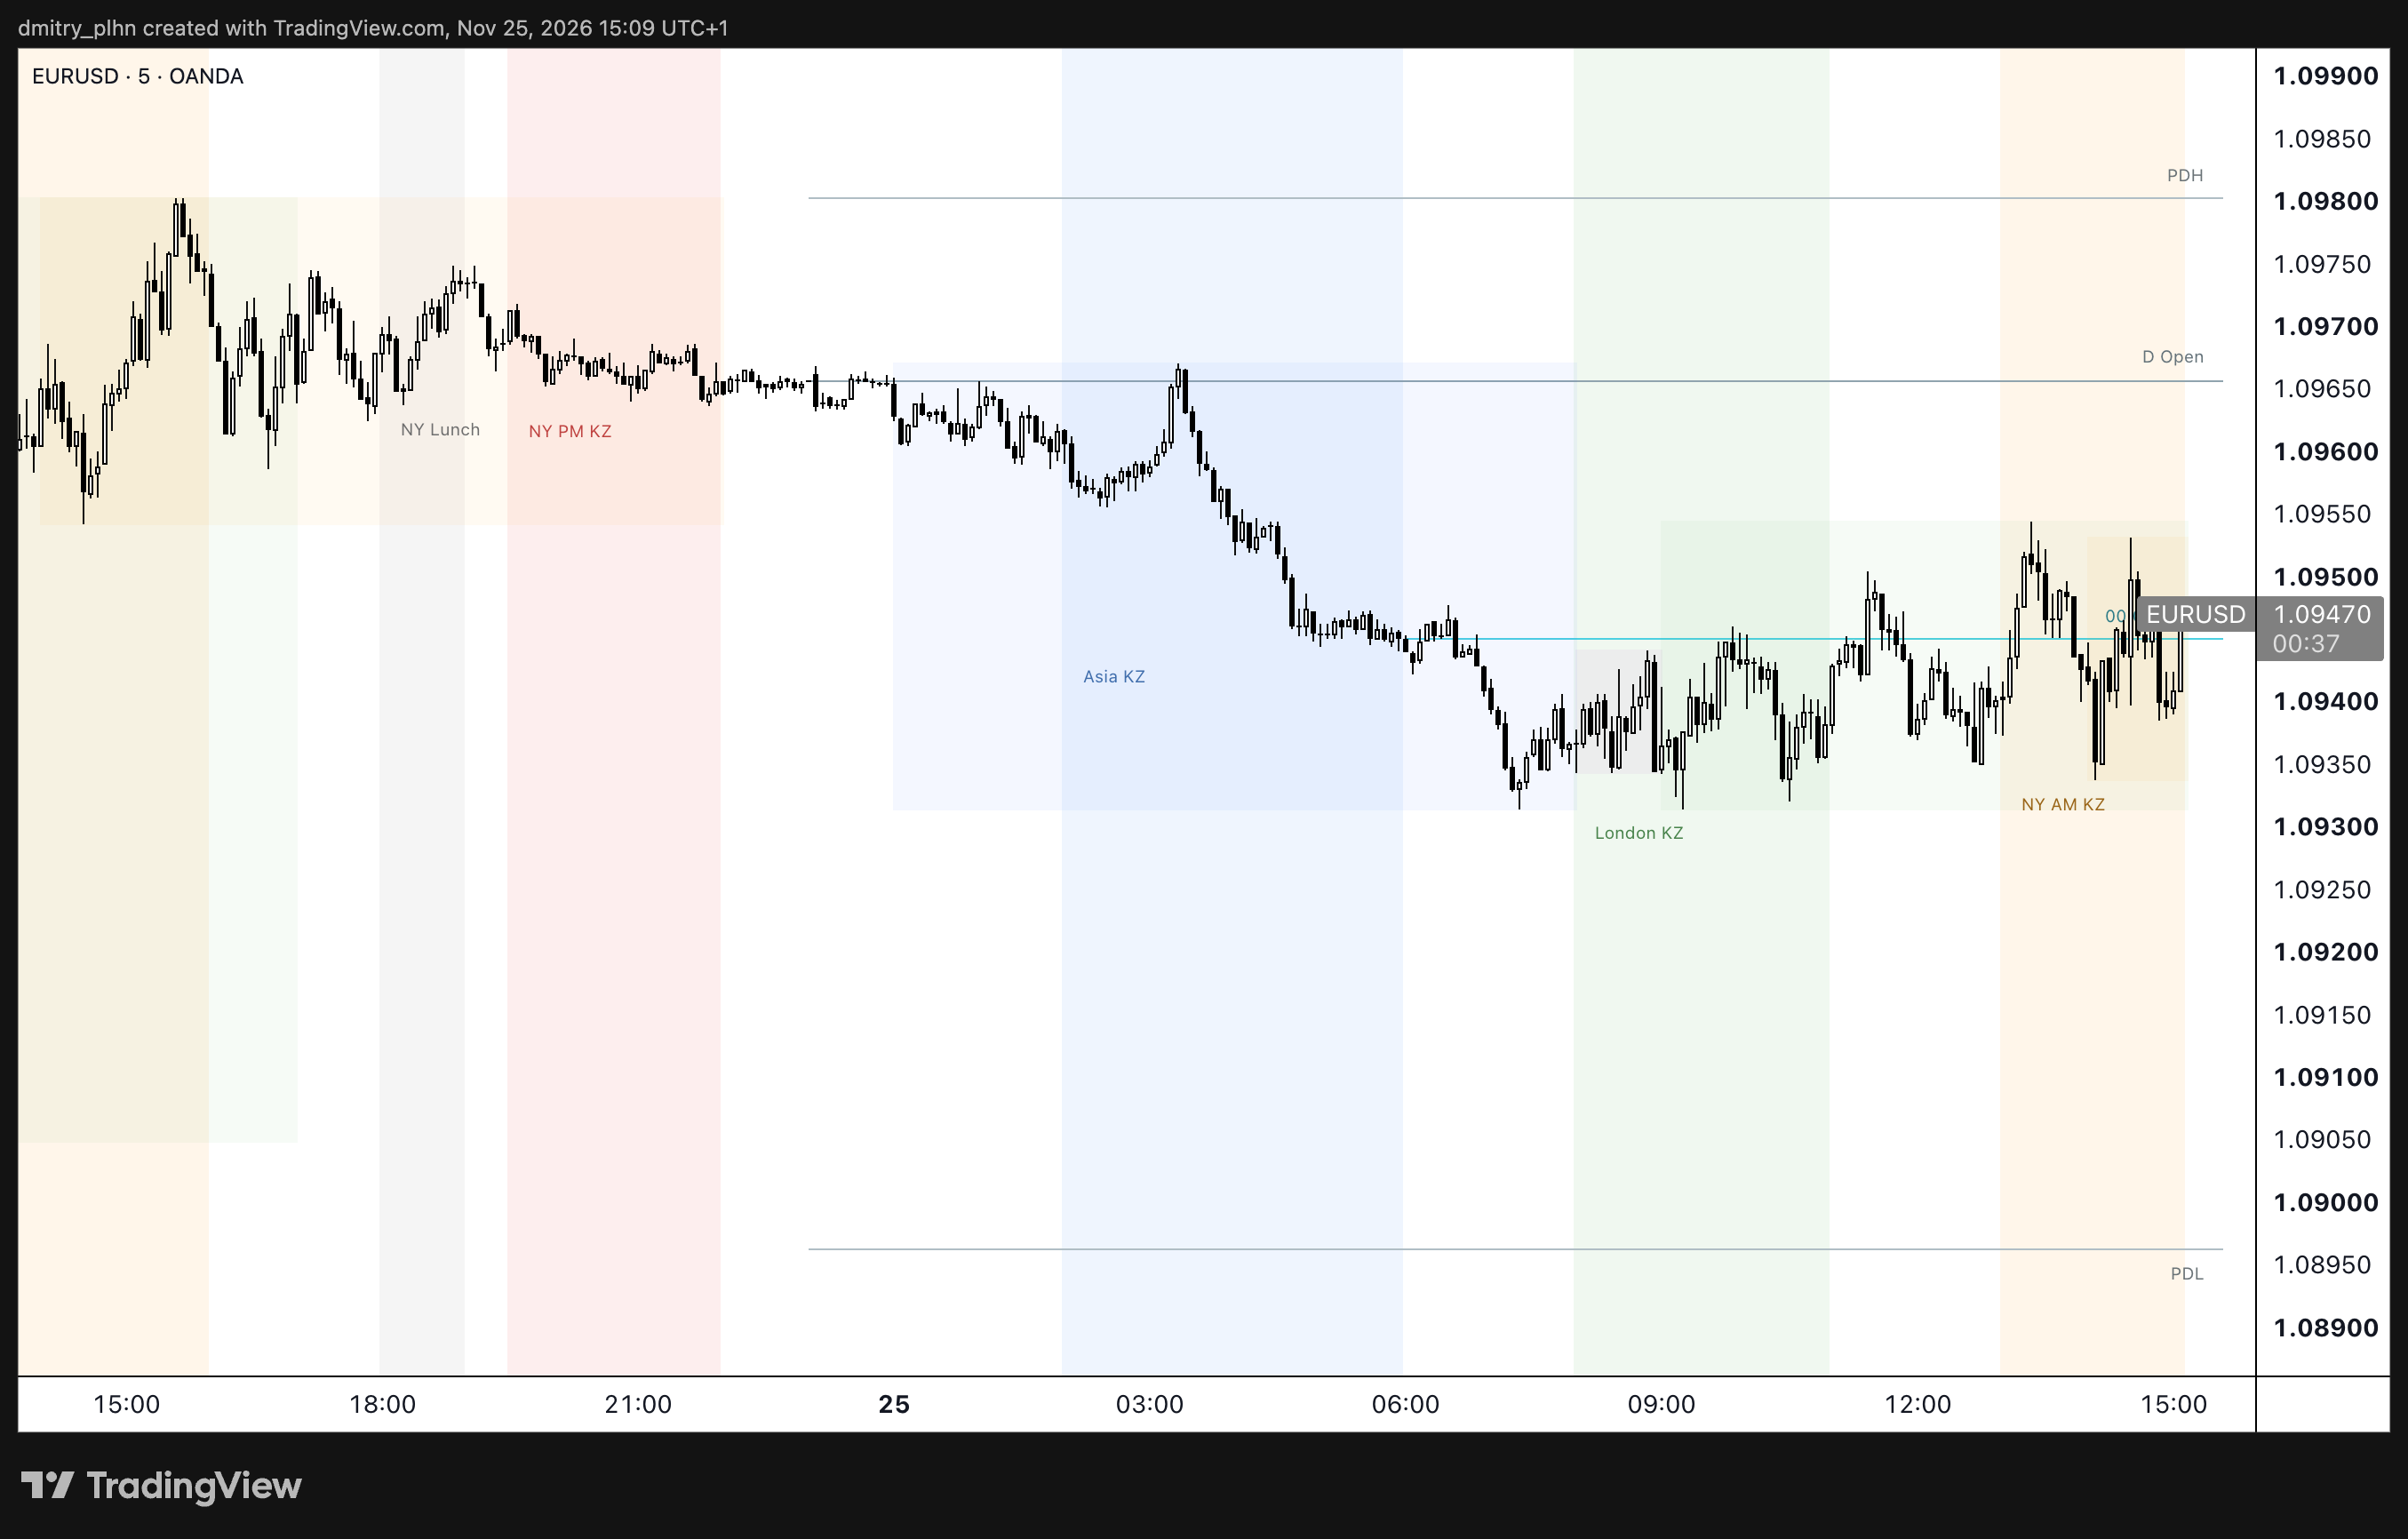 dmitry_plhn created with TradingView.com, Nov 25, 2026 15:09 UTC+1
EURUSD · 5 · OANDA
1.09900
1.09850
PDH
1.09800
1.09750
1.09700
D Open
1.09650
NY Lunch
NY PM KZ
1.09600
1.09550
1.09500
00
EURUSD
1.09470
00:37
Asia KZ
1.09400
1.09350
NY AM KZ
London KZ
1.09300
1.09250
1.09200
1.09150
1.09100
1.09050
1.09000
1.08950
PDL
1.08900
15:00
18:00
21:00
25
03:00
06:00
09:00
12:00
15:00
TradingView